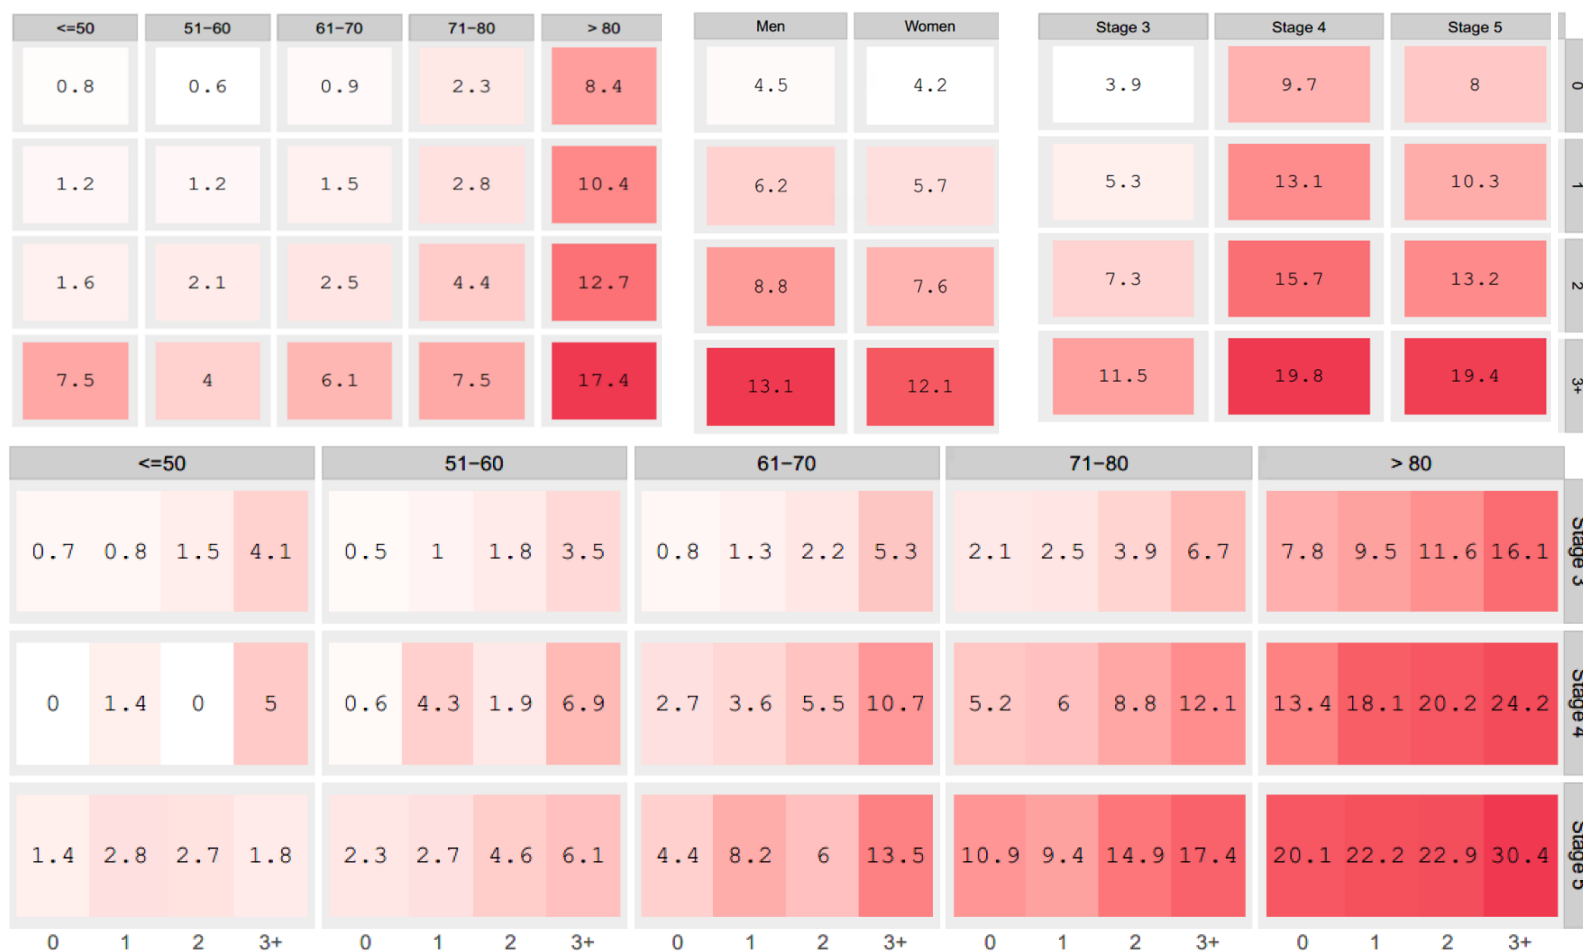 <=50 51−60 61−70 71−80 > 80 Men Women Stage 3 Stage 4 Stage 5
0.8 0.6 0.9 2.3 8.4 4.5 4.2 3.9 9.7 8 0
1.2 1.2 1.5 2.8 10.4 6.2 5.7 5.3 13.1 10.3 1
1.6 2.1 2.5 4.4 12.7 8.8 7.6 7.3 15.7 13.2 2
7.5 4 6.1 7.5 17.4 13.1 12.1 11.5 19.8 19.4 3+
<=50 51−60 61−70 71−80 > 80
0.7 0.8 1.5 4.1 0.5 1 1.8 3.5 0.8 1.3 2.2 5.3 2.1 2.5 3.9 6.7 7.8 9.5 11.6 16.1 Stage 3
0 1.4 0 5 0.6 4.3 1.9 6.9 2.7 3.6 5.5 10.7 5.2 6 8.8 12.1 13.4 18.1 20.2 24.2 Stage 4
1.4 2.8 2.7 1.8 2.3 2.7 4.6 6.1 4.4 8.2 6 13.5 10.9 9.4 14.9 17.4 20.1 22.2 22.9 30.4 Stage 5
0 1 2 3+ 0 1 2 3+ 0 1 2 3+ 0 1 2 3+ 0 1 2 3+